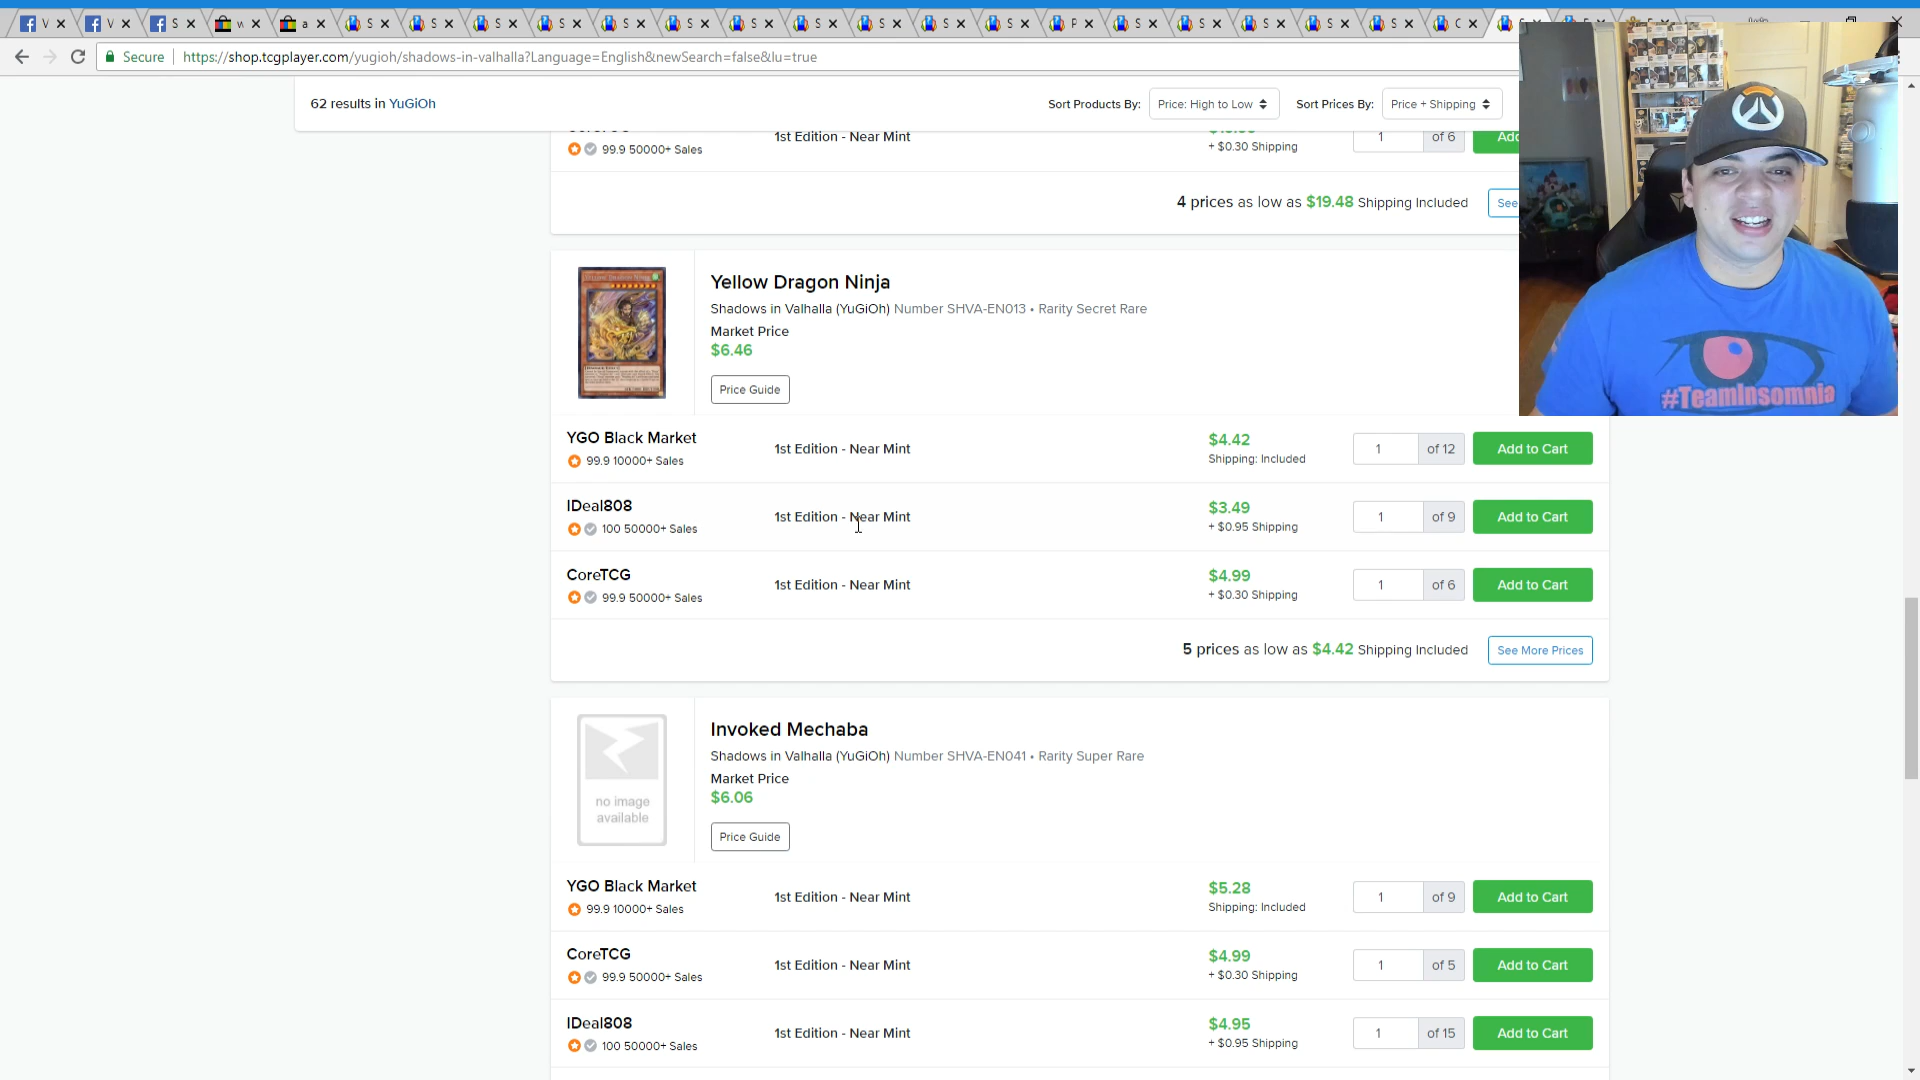 V
V
S
w
a
S
S
S
S
S
S
S
S
S
S
S
P
S
S
S
S
S
C
Secure
https://shop.tcgplayer.com/yugioh/shadows-in-valhalla?Language=English&newSearch=false&lu=true
62 results in YuGiOh
Sort Products By:
Price: High to Low
Sort Prices By:
Price + Shipping
99.9 50000+ Sales
1st Edition - Near Mint
+ $0.30 Shipping
1
of 6
4 prices as low as $19.48 Shipping Included
See
Yellow Dragon Ninja
Shadows in Valhalla (YuGiOh) Number SHVA-EN013 • Rarity Secret Rare
Market Price
$6.46
Price Guide
#TeamInsomnia
YGO Black Market
99.9 10000+ Sales
1st Edition - Near Mint
$4.42
Shipping: Included
1
of 12
Add to Cart
IDeal808
100 50000+ Sales
1st Edition - Near Mint
$3.49
+ $0.95 Shipping
1
of 9
Add to Cart
CoreTCG
99.9 50000+ Sales
1st Edition - Near Mint
$4.99
+ $0.30 Shipping
1
of 6
Add to Cart
5 prices as low as $4.42 Shipping Included
See More Prices
no image
available
Invoked Mechaba
Shadows in Valhalla (YuGiOh) Number SHVA-EN041 • Rarity Super Rare
Market Price
$6.06
Price Guide
YGO Black Market
99.9 10000+ Sales
1st Edition - Near Mint
$5.28
Shipping: Included
1
of 9
Add to Cart
CoreTCG
99.9 50000+ Sales
1st Edition - Near Mint
$4.99
+ $0.30 Shipping
1
of 5
Add to Cart
IDeal808
100 50000+ Sales
1st Edition - Near Mint
$4.95
+ $0.95 Shipping
1
of 15
Add to Cart